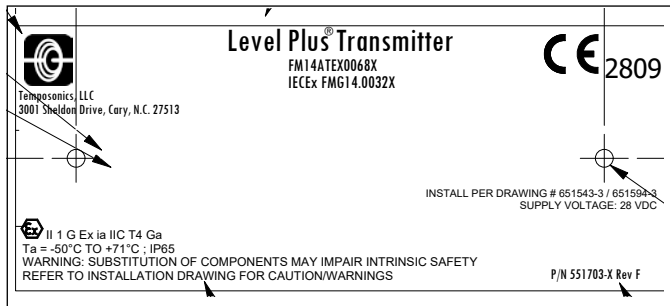 Level Plus® Transmitter
FM14ATEX0068X
IECEx FMG14.0032X
CE 2809
Temposonics, LLC
3001 Sheldon Drive, Cary, N.C. 27513
INSTALL PER DRAWING # 651543-3 / 651594-3
SUPPLY VOLTAGE: 28 VDC
Ex II 1 G Ex ia IIC T4 Ga
Ta = -50°C TO +71°C ; IP65
WARNING: SUBSTITUTION OF COMPONENTS MAY IMPAIR INTRINSIC SAFETY
REFER TO INSTALLATION DRAWING FOR CAUTION/WARNINGS
P/N 551703-X Rev F